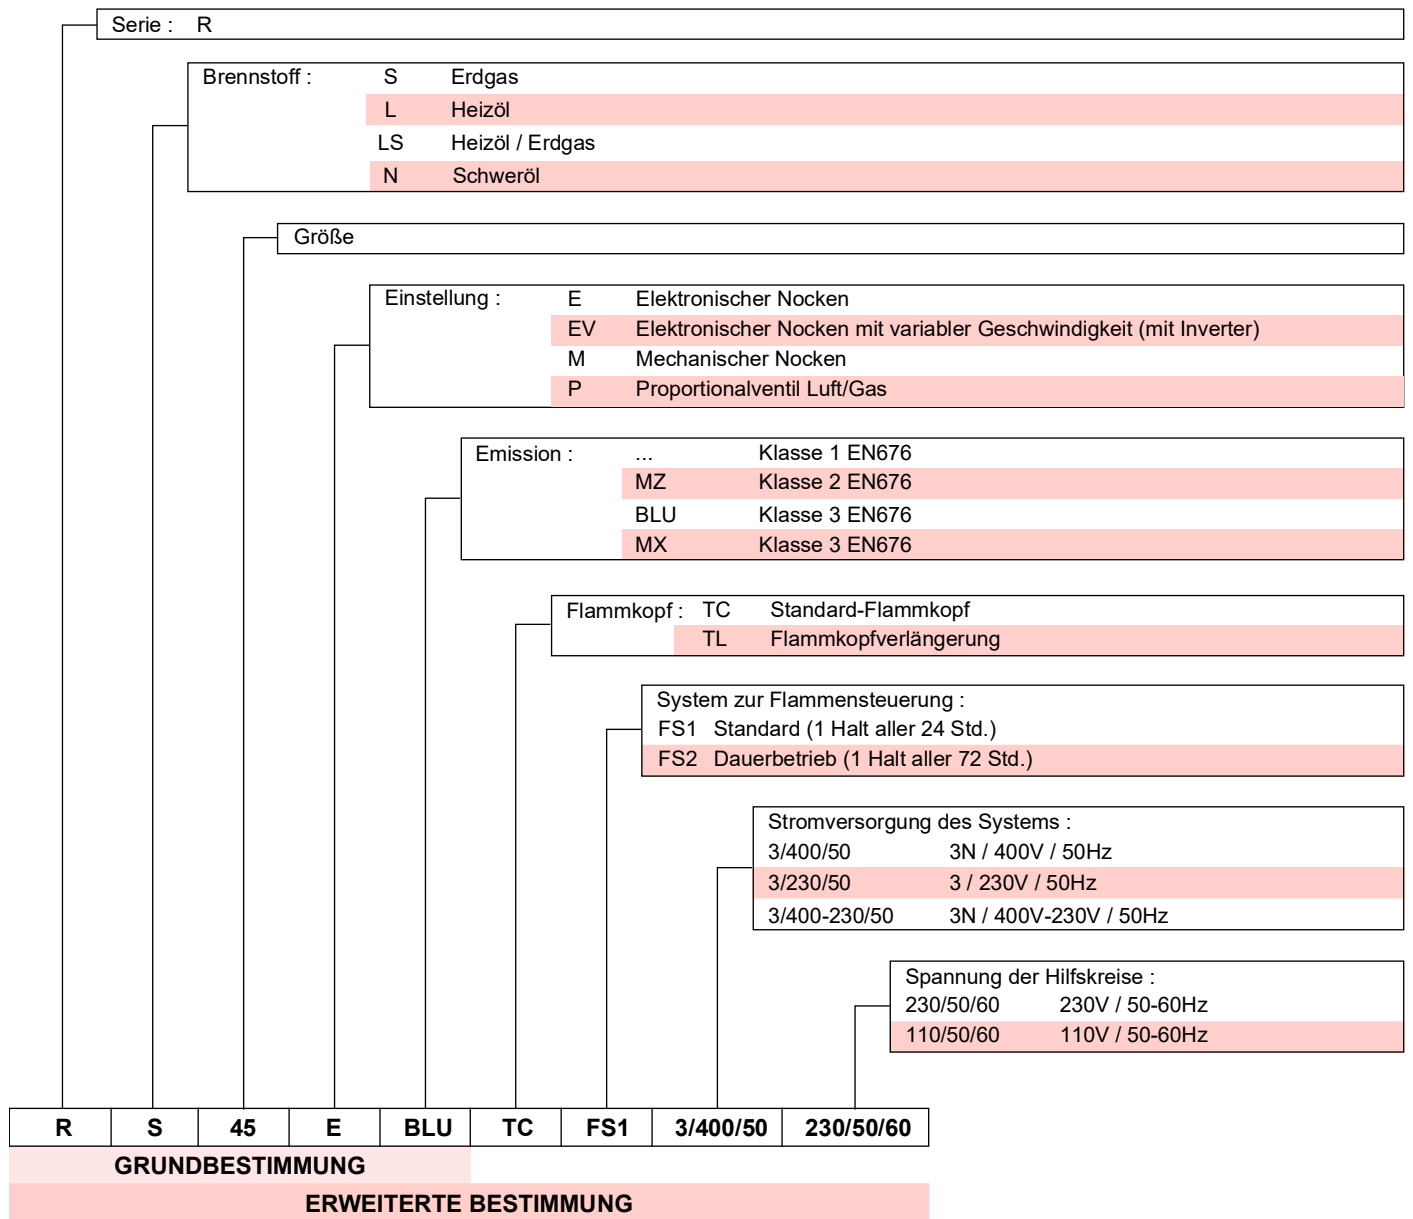 Serie : R
Brennstoff : S Erdgas
L Heizöl
LS Heizöl / Erdgas
N Schweröl
Größe
Einstellung : E Elektronischer Nocken
EV Elektronischer Nocken mit variabler Geschwindigkeit (mit Inverter)
M Mechanischer Nocken
P Proportionalventil Luft/Gas
Emission : ... Klasse 1 EN676
MZ Klasse 2 EN676
BLU Klasse 3 EN676
MX Klasse 3 EN676
Flammkopf : TC Standard-Flammkopf
TL Flammkopfverlängerung
System zur Flammensteuerung :
FS1 Standard (1 Halt aller 24 Std.)
FS2 Dauerbetrieb (1 Halt aller 72 Std.)
Stromversorgung des Systems :
3/400/50 3N / 400V / 50Hz
3/230/50 3 / 230V / 50Hz
3/400-230/50 3N / 400V-230V / 50Hz
Spannung der Hilfskreise :
230/50/60 230V / 50-60Hz
110/50/60 110V / 50-60Hz
R S 45 E BLU TC FS1 3/400/50 230/50/60
GRUNDBESTIMMUNG
ERWEITERTE BESTIMMUNG